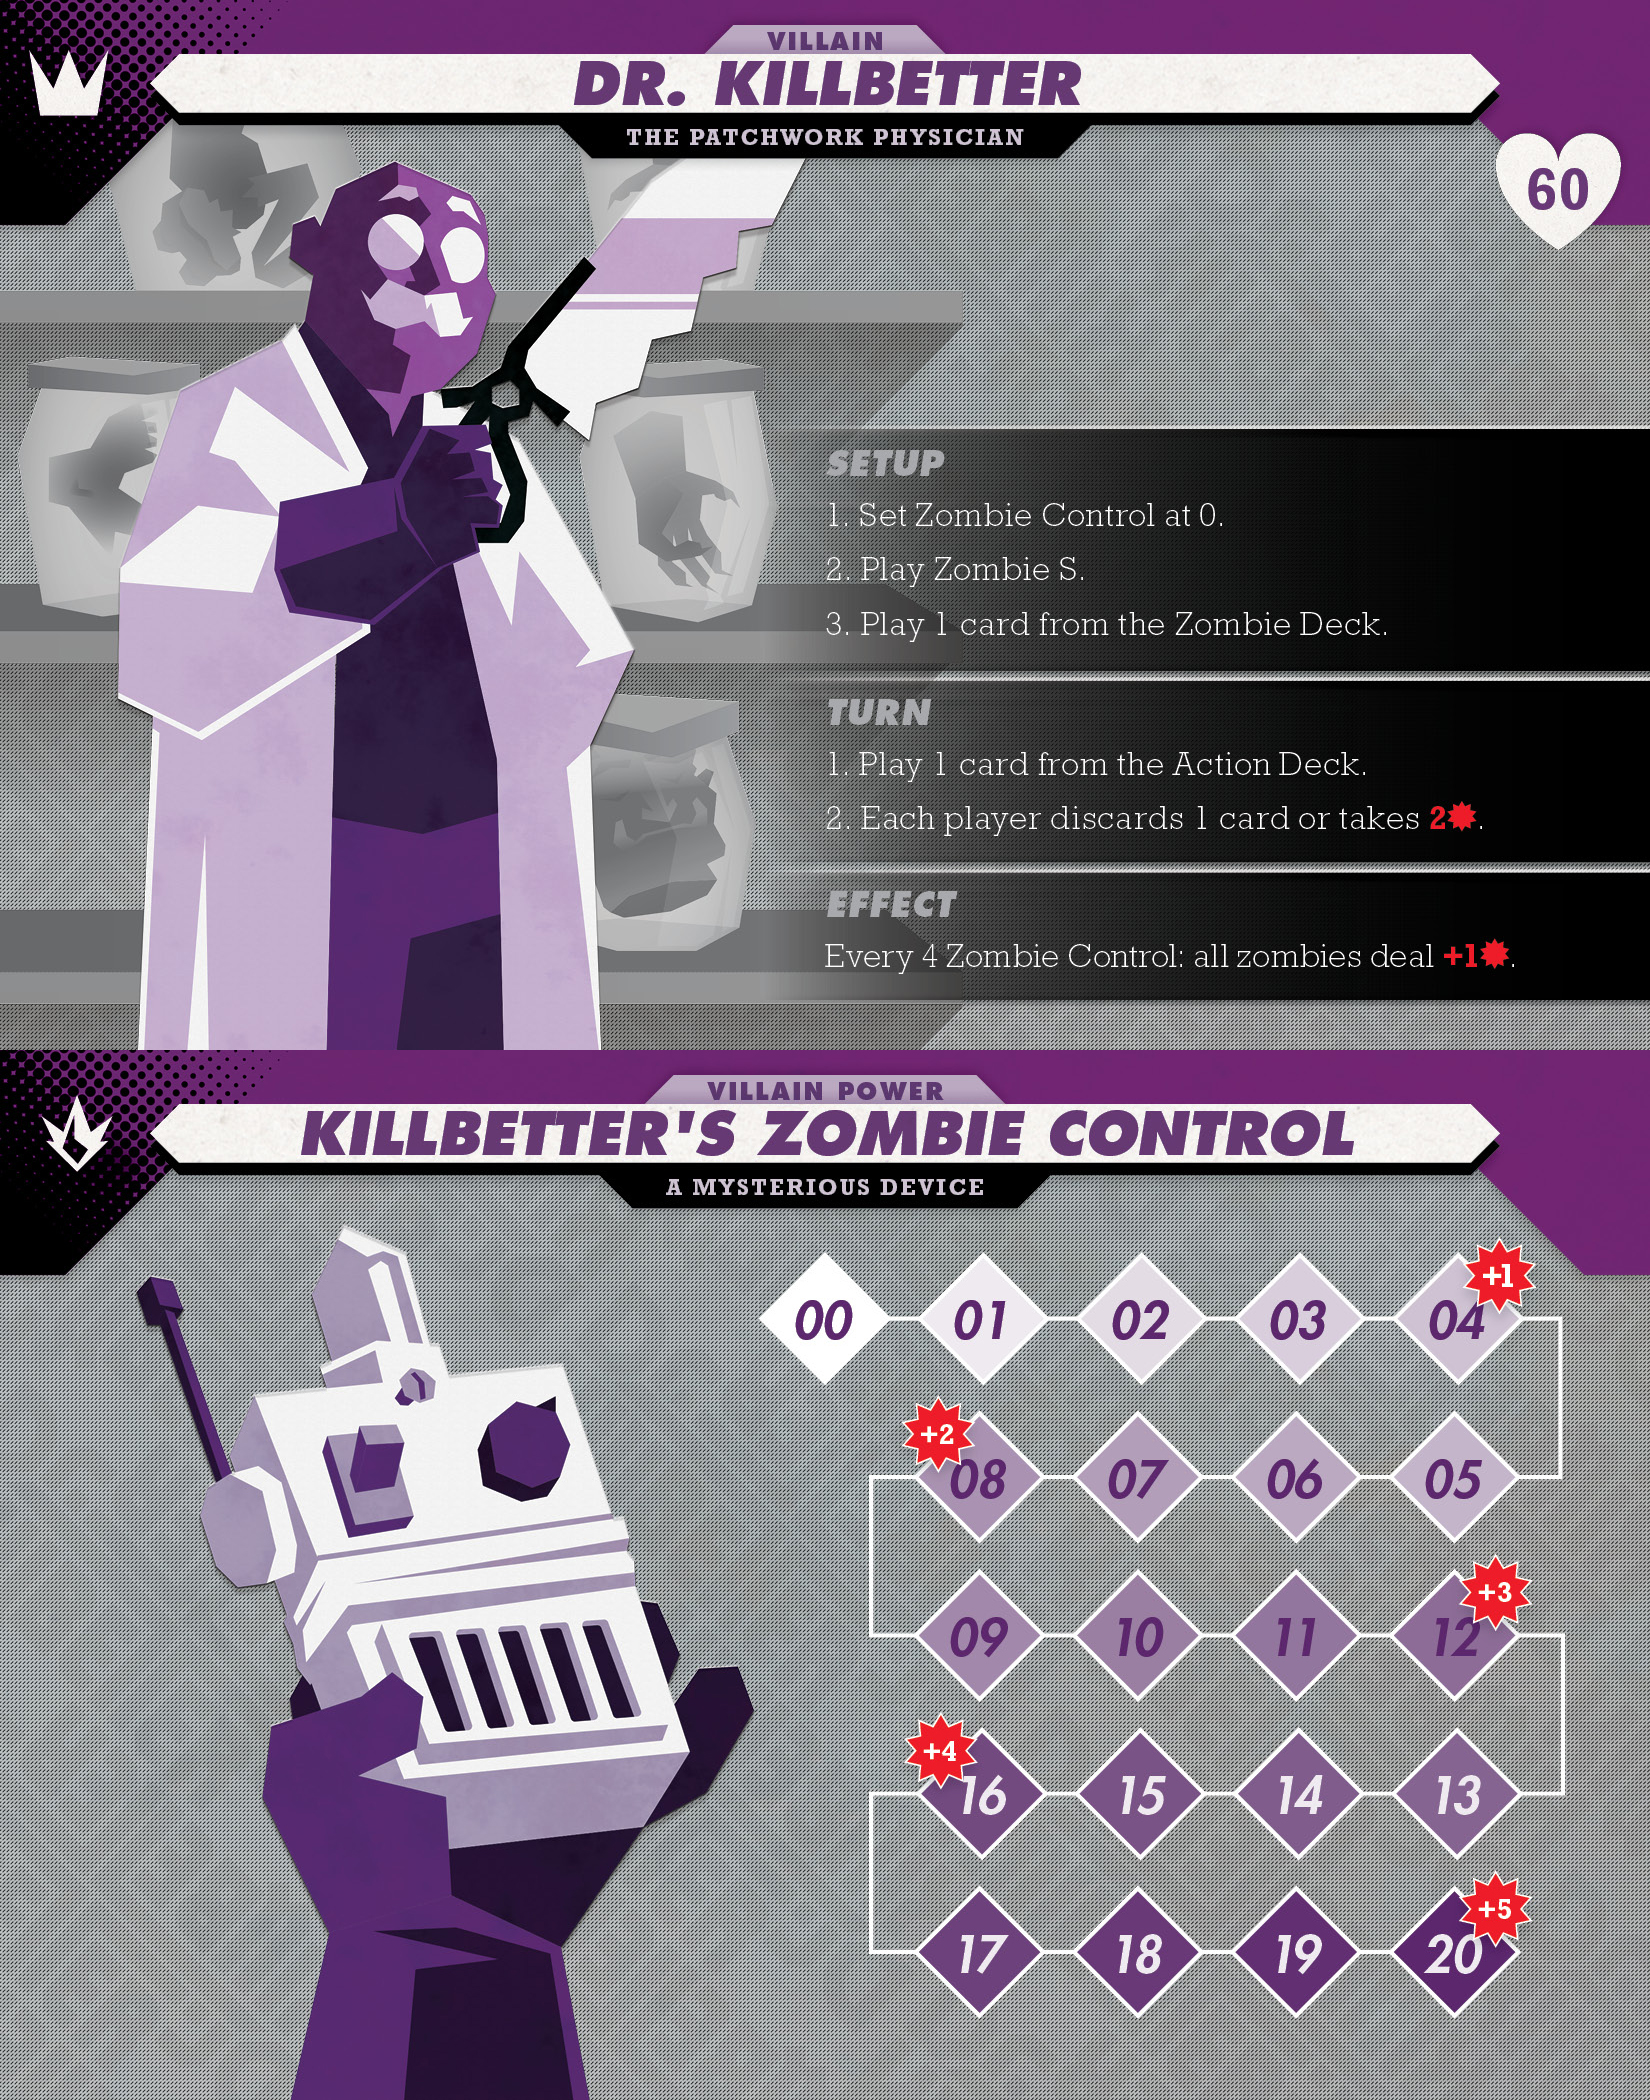 VILLAIN
DR. KILLBETTER
THE PATCHWORK PHYSICIAN
60
SETUP
1. Set Zombie Control at 0.
2. Play Zombie S.
3. Play 1 card from the Zombie Deck.
TURN
1. Play 1 card from the Action Deck.
2. Each player discards 1 card or takes 2.
EFFECT
Every 4 Zombie Control: all zombies deal +1.
VILLAIN POWER
KILLBETTER'S ZOMBIE CONTROL
A MYSTERIOUS DEVICE
+1
00 01 02 03 04
+2
08 07 06 05
+3
09 10 11 12
+4
16 15 14 13
+5
17 18 19 20